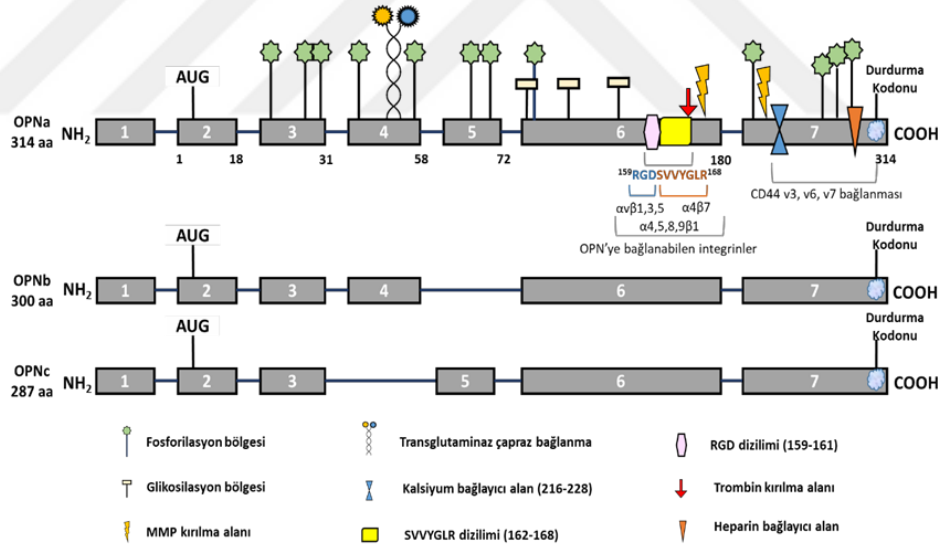 AUG
Durdurma
Kodonu
OPNa
314 aa
NH2
1 2 3 4 5 6 7
COOH
1 18 31 58 72 180 314
159RGDSVVYGLR168
CD44 v3, v6, v7 bağlanması
αvβ1,3,5 α4β7
α4,5,8,9β1
OPN'ye bağlanabilen integrinler
AUG
Durdurma
Kodonu
OPNb
300 aa
NH2
1 2 3 4 6 7
COOH
AUG
Durdurma
Kodonu
OPNc
287 aa
NH2
1 2 3 5 6 7
COOH
Fosforilasyon bölgesi
Transglutaminaz çapraz bağlanma
RGD dizilimi (159-161)
Glikosilasyon bölgesi
Kalsiyum bağlayıcı alan (216-228)
Trombin kırılma alanı
MMP kırılma alanı
SVVYGLR dizilimi (162-168)
Heparin bağlayıcı alan